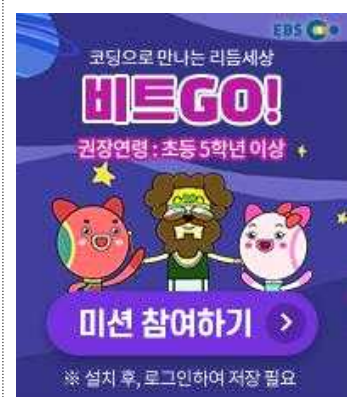 EBS
코딩으로 만나는 리듬세상
비트GO!
권장연령 : 초등 5학년 이상
미션 참여하기 >
※ 설치 후, 로그인하여 저장 필요